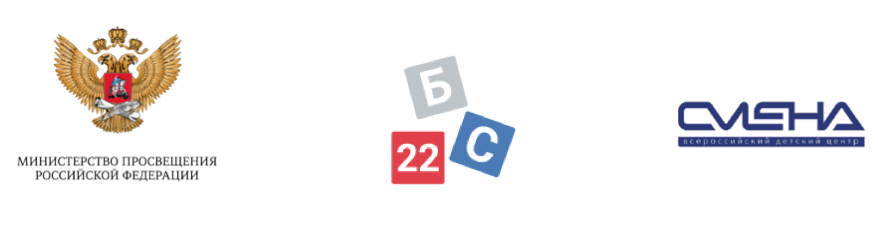 МИНИСТЕРСТВО ПРОСВЕЩЕНИЯ
РОССИЙСКОЙ ФЕДЕРАЦИИ
Б
22 С
СМЕНА
всероссийский детский центр